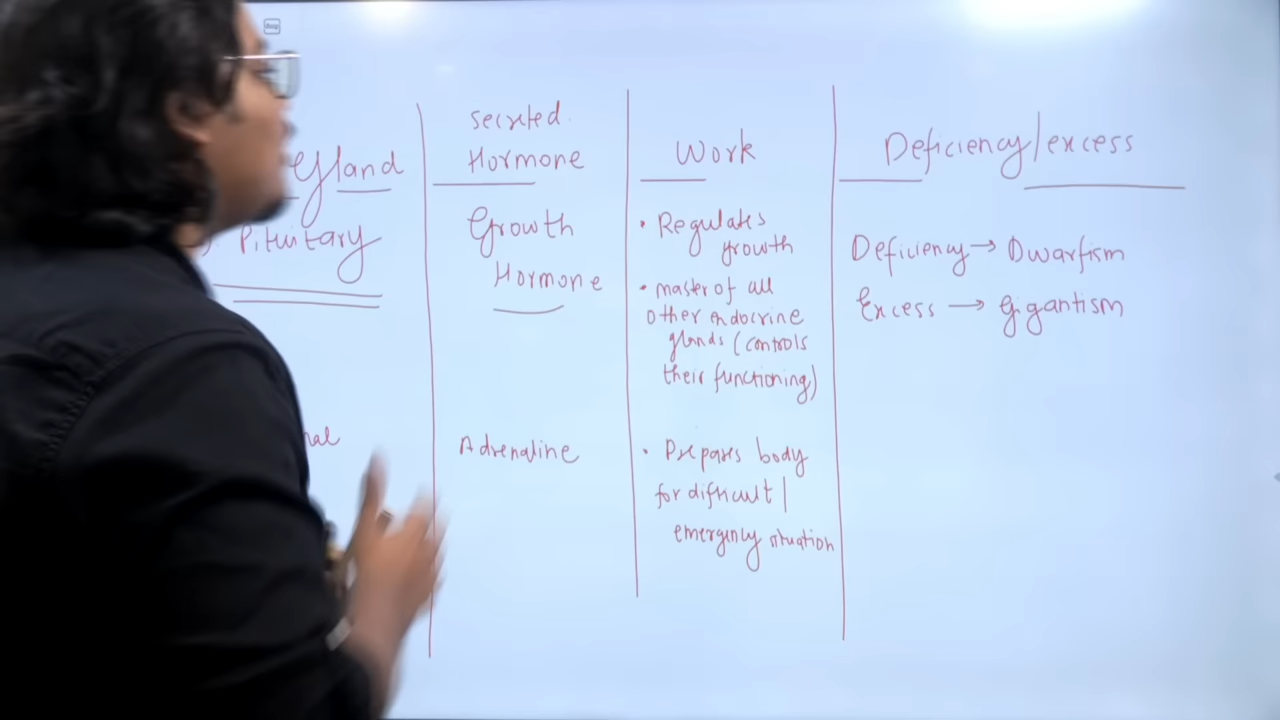 Gland
secreted
Hormone
Work
Deficiency/excess
Pituitary
Growth
Hormone
• Regulates
growth
• master of all
other endocrine
glands (controls
their functioning)
Deficiency → Dwarfism
Excess → Gigantism
nal
Adrenaline
• Prepares body
for difficult/
emergency situation